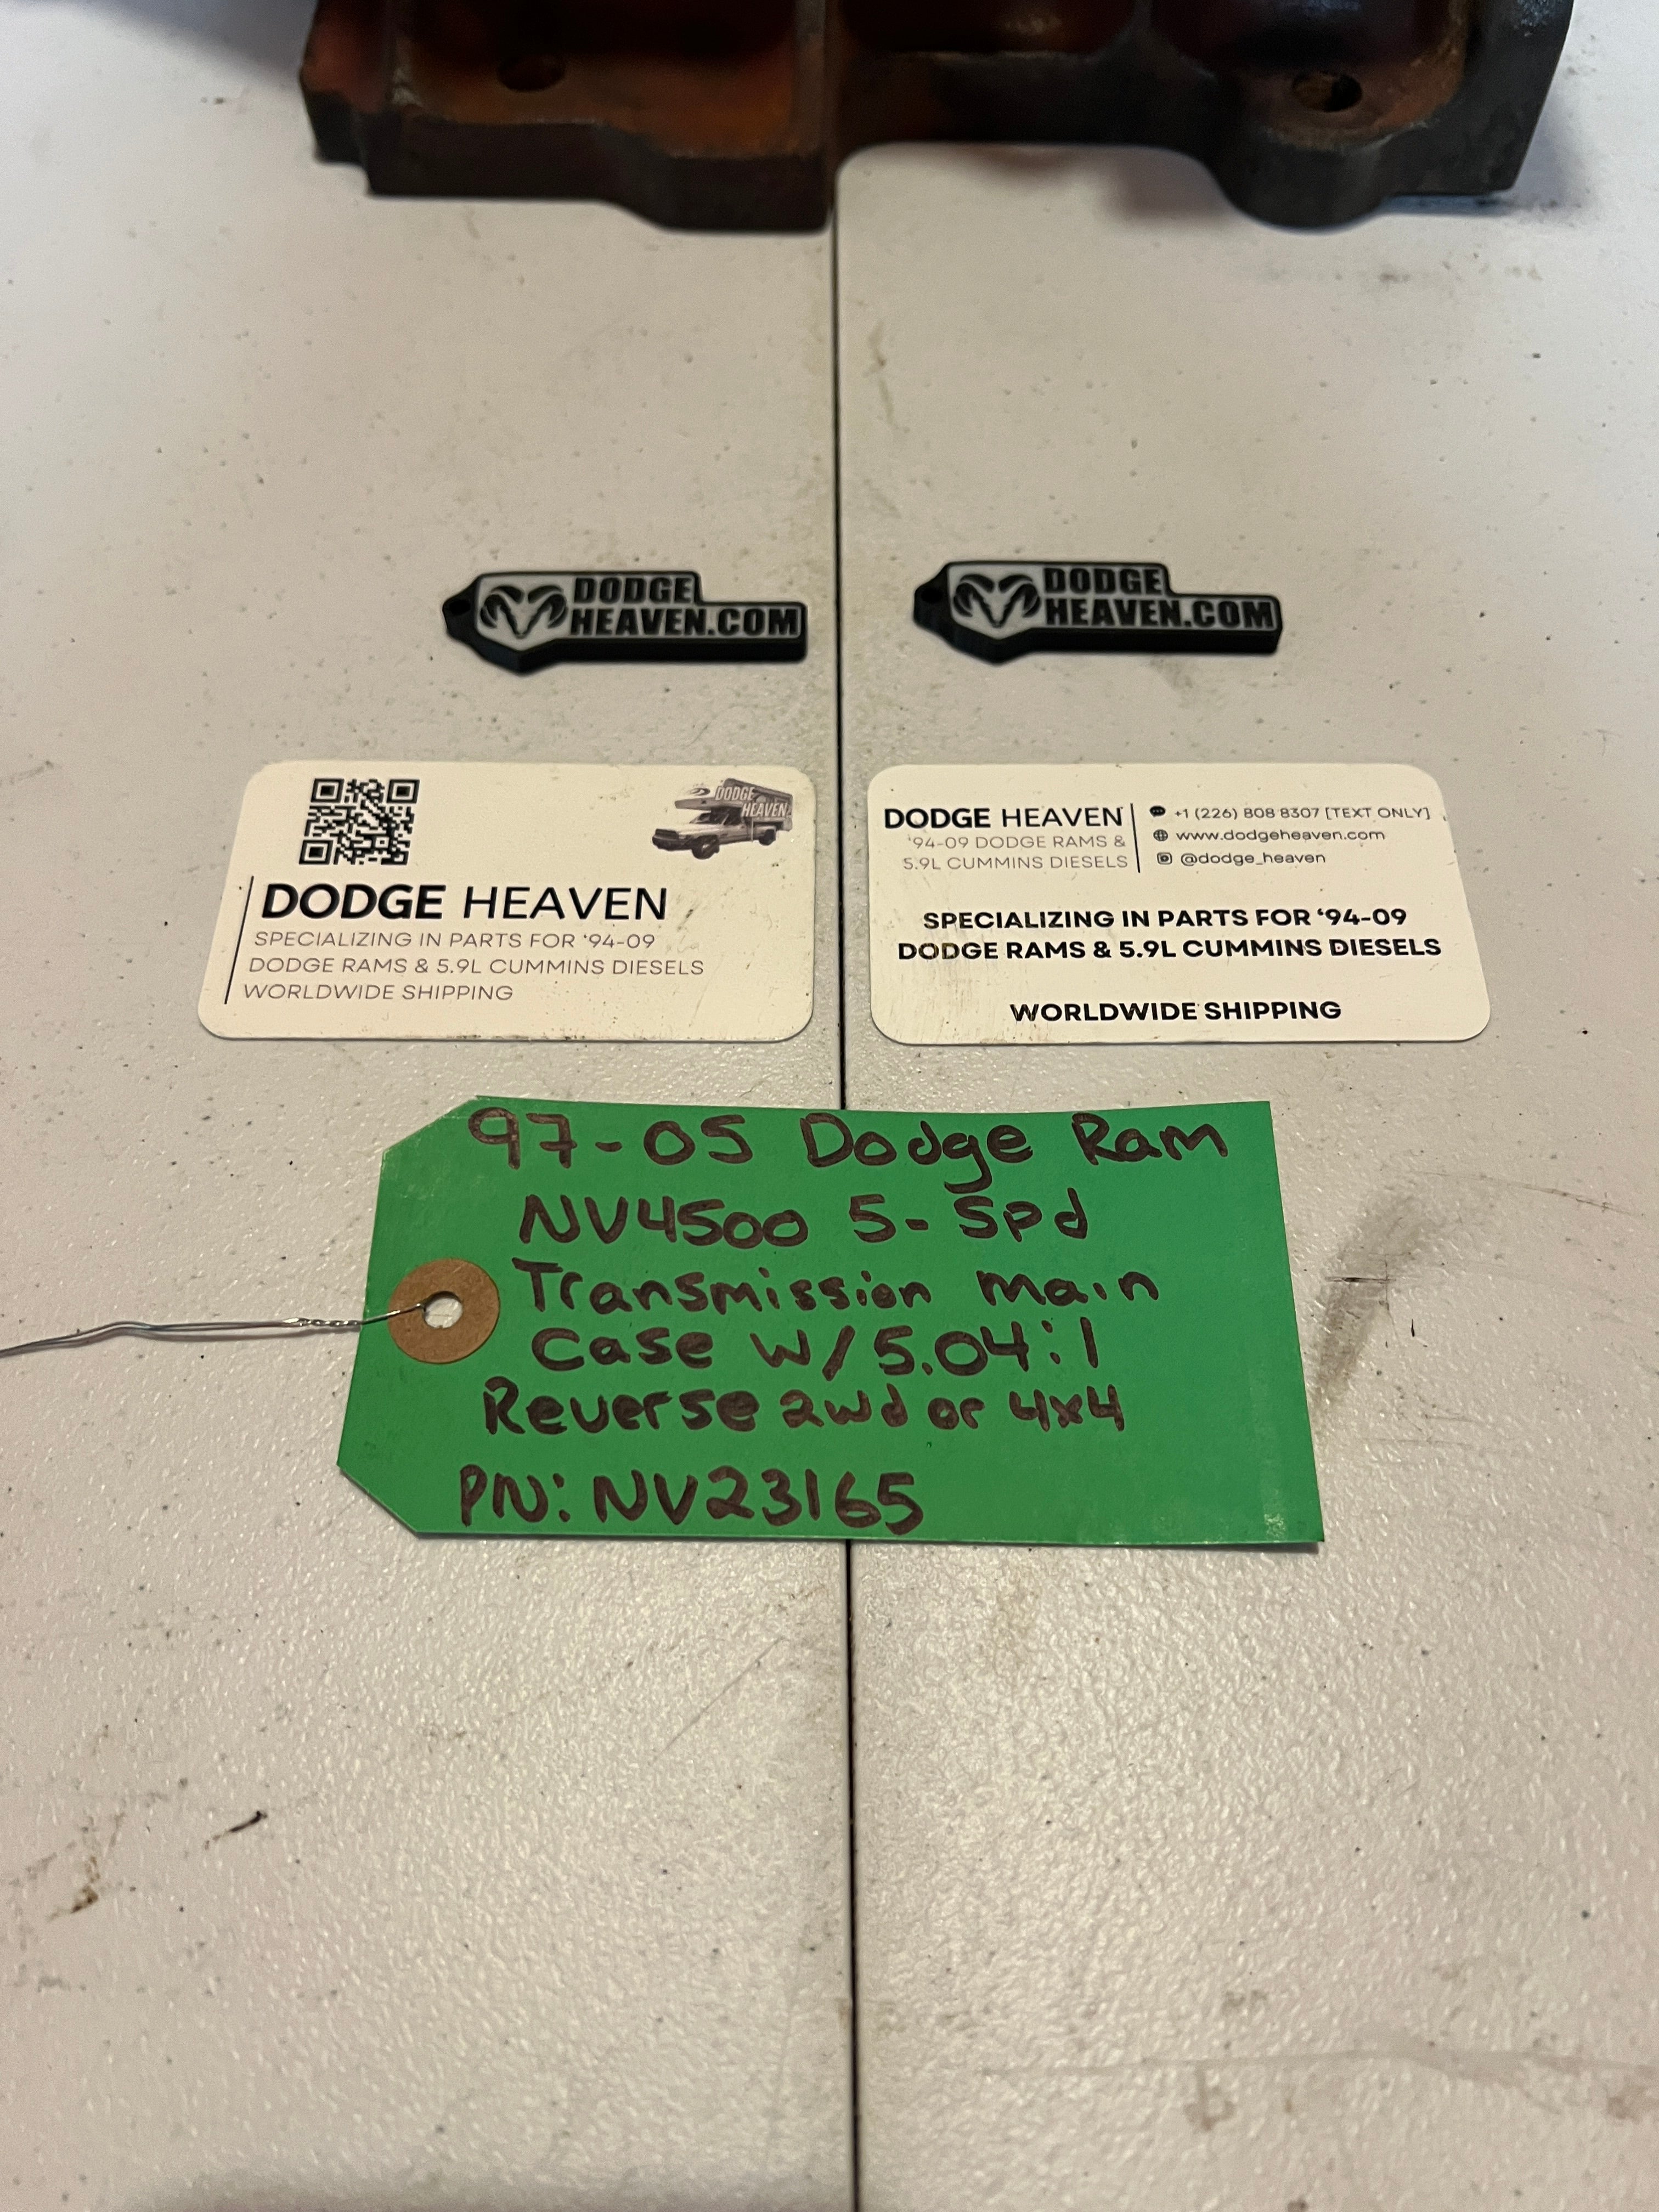 DODGE
HEAVEN.COM
DODGE
HEAVEN.COM
DODGE
HEAVEN
DODGE HEAVEN
SPECIALIZING IN PARTS FOR ‘94-09
DODGE RAMS & 5.9L CUMMINS DIESELS
WORLDWIDE SHIPPING
DODGE HEAVEN
‘94-09 DODGE RAMS &
5.9L CUMMINS DIESELS
+1 (226) 808 8307 [TEXT ONLY]
www.dodgeheaven.com
@dodge_heaven
SPECIALIZING IN PARTS FOR ‘94-09
DODGE RAMS & 5.9L CUMMINS DIESELS
WORLDWIDE SHIPPING
97-05 Dodge Ram
NV4500 5-Spd
Transmission Main
Case W/5.04:1
Reverse 2wd or 4x4
PN: NV23165